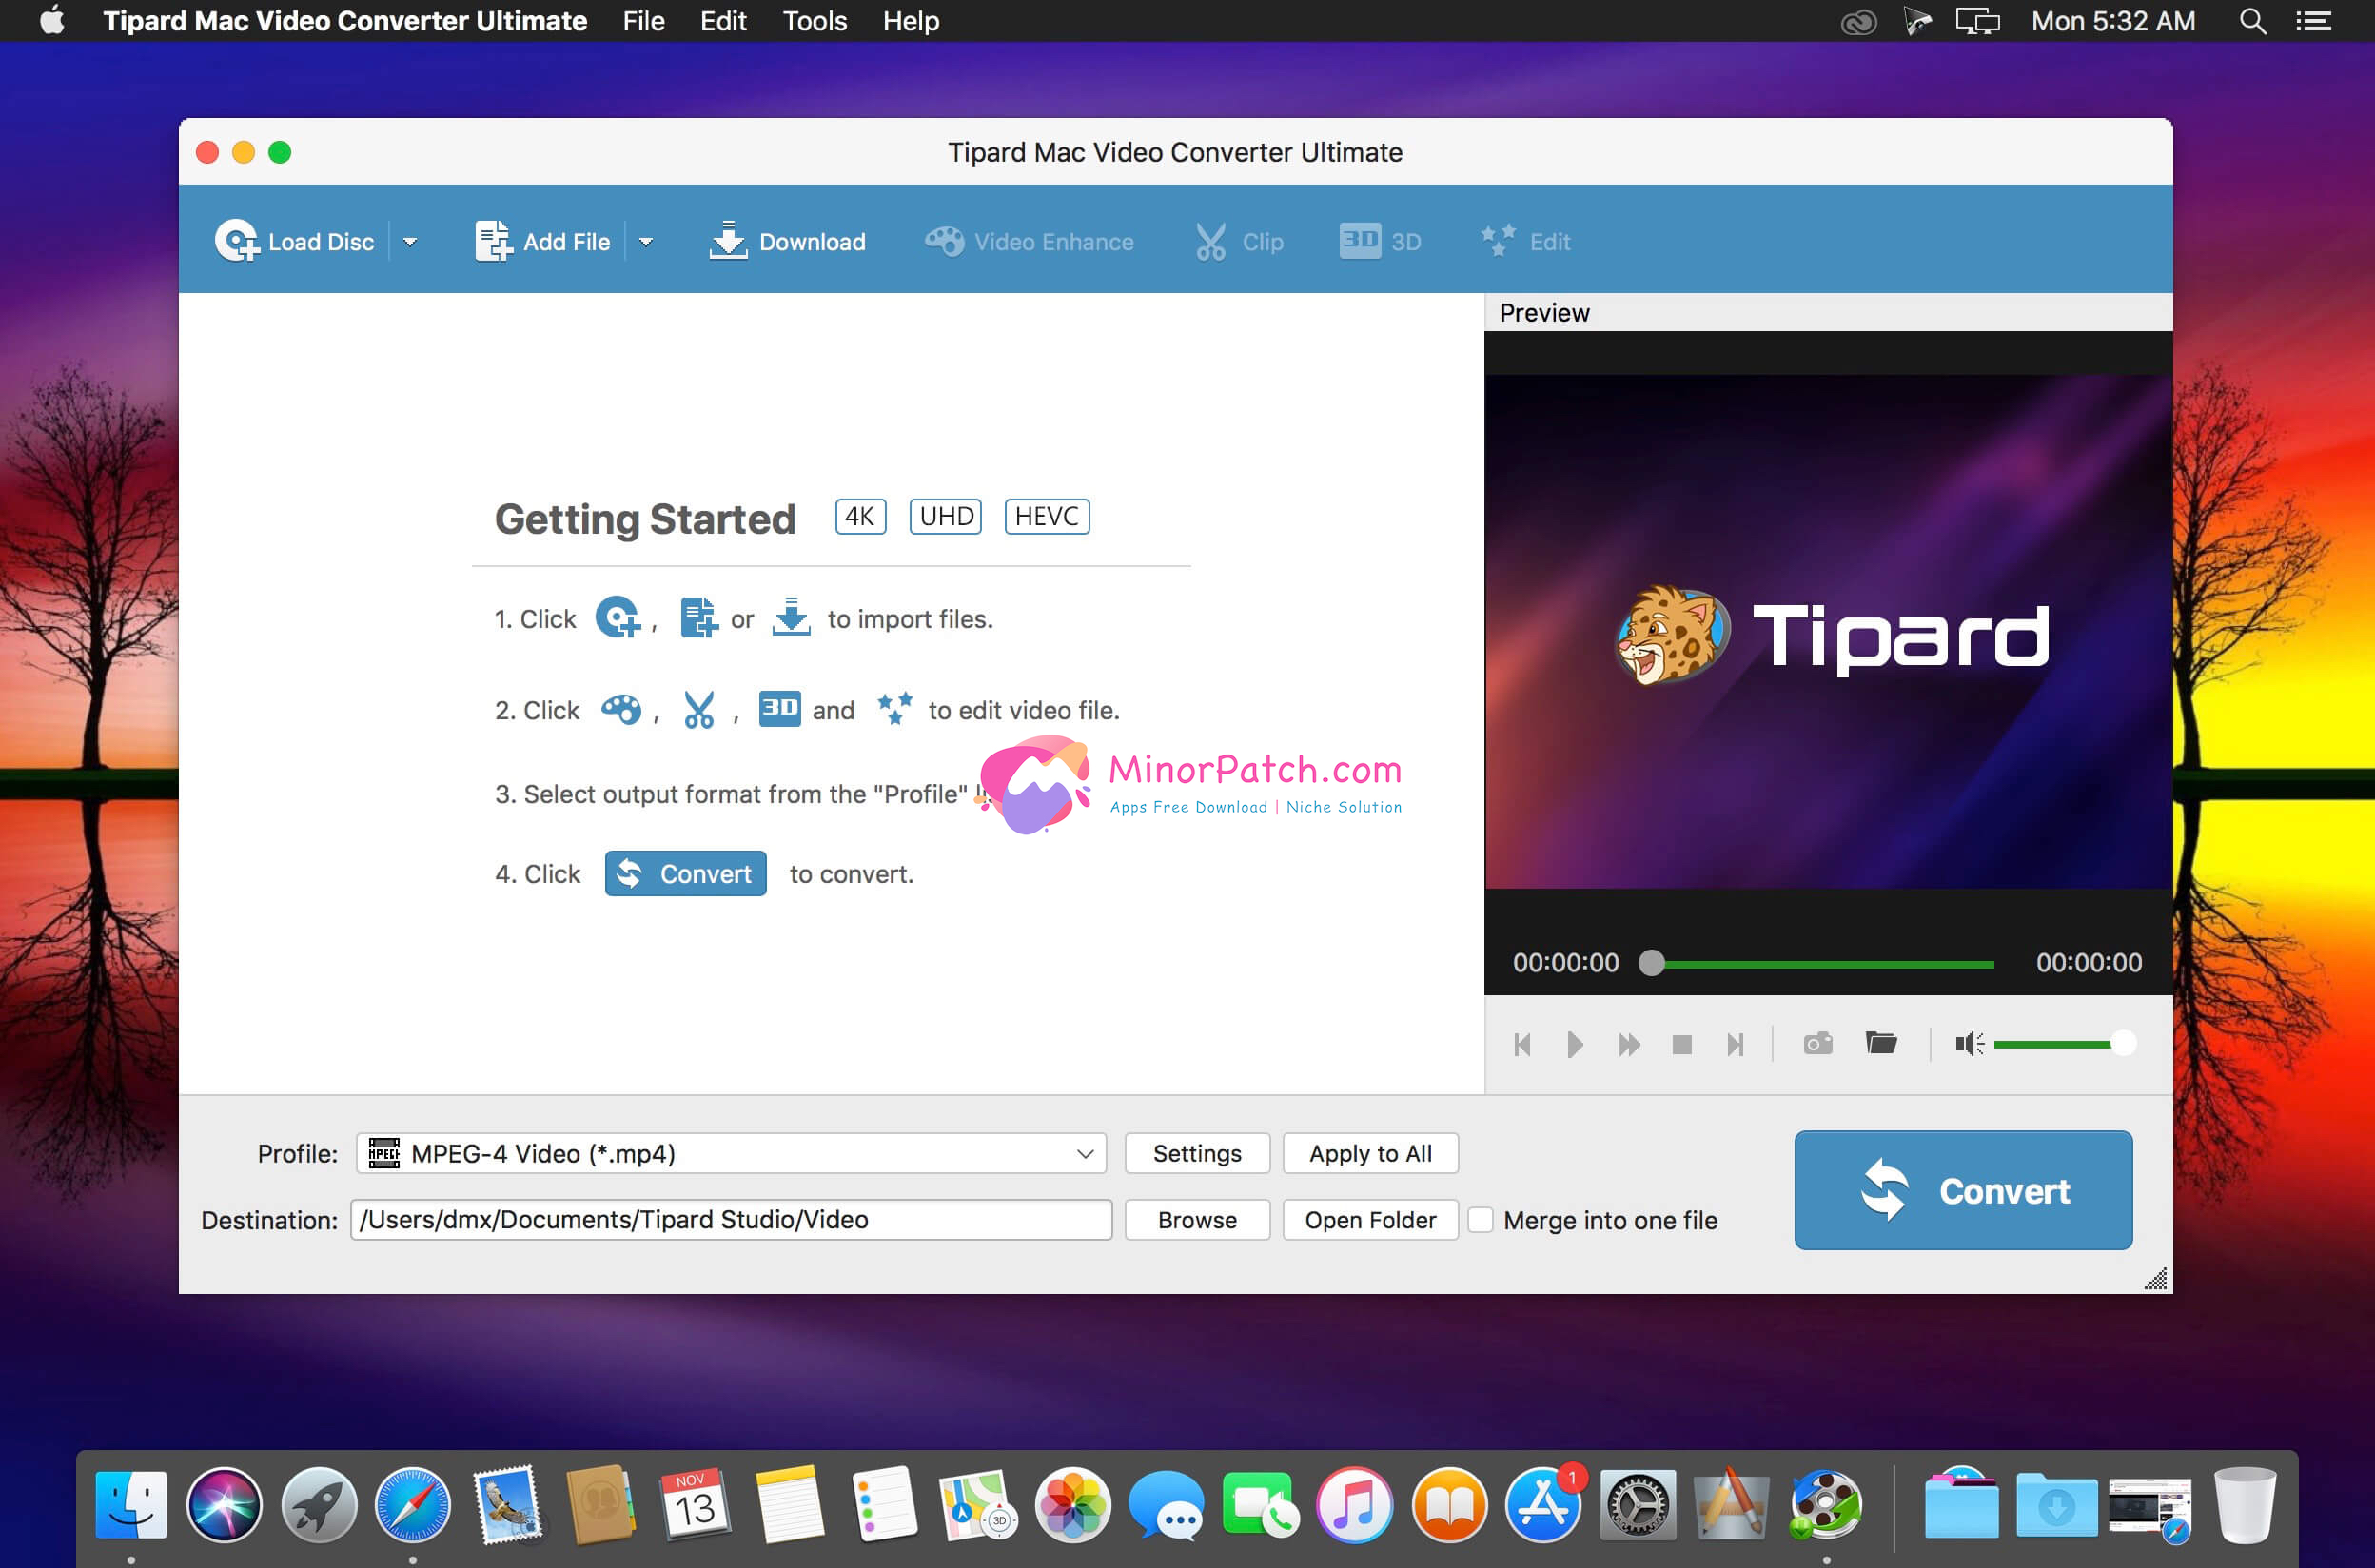 Tipard Mac Video Converter Ultimate File Edit Tools Help Mon 5:32 AM
Tipard Mac Video Converter Ultimate
Load Disc Add File Download Video Enhance Clip 3D 3D Edit
Preview
Getting Started 4K UHD HEVC
1. Click , or to import files.
2. Click , , 3D and to edit video file.
3. Select output format from the "Profile"
4. Click Convert to convert.
MinorPatch.com
Apps Free Download | Niche Solution
Tipard
00:00:00 00:00:00
Profile: MPEG MPEG-4 Video (*.mp4) Settings Apply to All
Destination: /Users/dmx/Documents/Tipard Studio/Video Browse Open Folder Merge into one file
Convert
NOV
13
3D
1